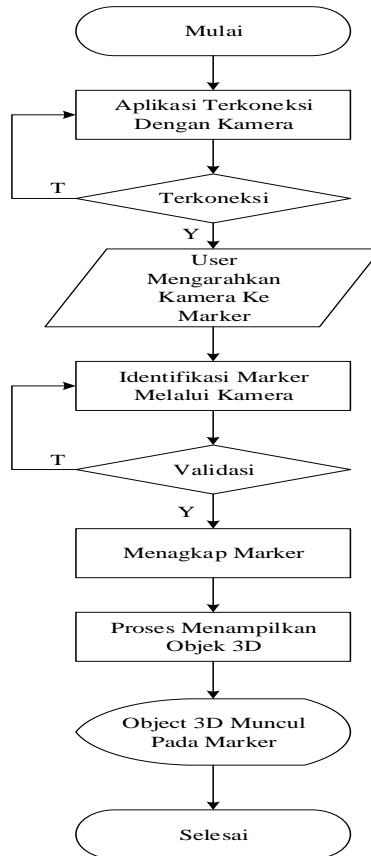 Mulai
Aplikasi Terkoneksi
Dengan Kamera
T
Terkoneksi
Y
User
Mengarahkan
Kamera Ke
Marker
Identifikasi Marker
Melalui Kamera
T
Validasi
Y
Menagkap Marker
Proses Menampilkan
Objek 3D
Object 3D Muncul
Pada Marker
Selesai